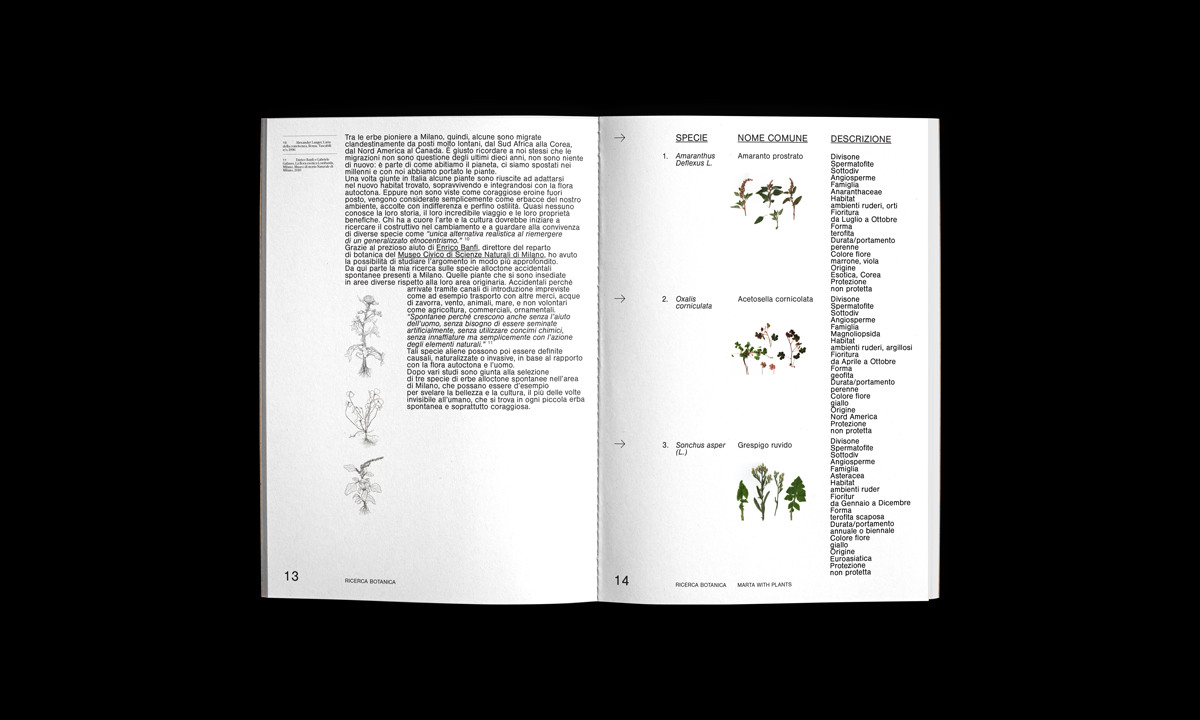 10 Alexander Langer, L'arte
della convivenza, Roma,
11 Enrico Banfi e Gabriele
Galasso, La flora esotica lombarda,
Milano, Museo di Storia Naturale di
Milano, 2010
Tra le erbe pioniere a Milano, quindi, alcune sono migrate
clandestinamente da posti molto lontani, dal Sud Africa alla Corea,
dal Nord America al Canada. È giusto ricordare a noi stessi che le
migrazioni non sono questione degli ultimi dieci anni, non sono niente
di nuovo: è parte di come abitiamo il pianeta, ci siamo spostati nei
millenni e con noi abbiamo portato le piante.
Una volta giunte in Italia alcune piante sono riuscite ad adattarsi
nel nuovo habitat trovato, sopravvivendo e integrandosi con la flora
autoctona. Eppure non sono viste come coraggiose eroine fuori
posto, vengono considerate semplicemente come erbacce del nostro
ambiente, accolte con indifferenza e perfino ostilità. Quasi nessuno
conosce la loro storia, il loro incredibile viaggio e le loro proprietà
benefiche. Chi ha a cuore l'arte e la cultura dovrebbe iniziare a
ricercare il costruttivo nel cambiamento e a guardare alla convivenza
di diverse specie come "unica alternativa realistica al riemergere
di un generalizzato etnocentrismo." 10
Grazie al prezioso aiuto di Enrico Banfi, direttore del reparto
di botanica del Museo Civico di Scienze Naturali di Milano, ho avuto
la possibilità di studiare l'argomento in modo più approfondito.
Da qui parte la mia ricerca sulle specie alloctone accidentali
spontanee presenti a Milano. Quelle piante che si sono insediate
in aree diverse rispetto alla loro area originaria. Accidentali perché
arrivate tramite canali di introduzione impreviste
come ad esempio trasporto con altre merci, acque
di zavorra, vento, animali, mare, e non volontari
come agricoltura, commerciali, ornamentali.
"Spontanee perché crescono anche senza l'aiuto
dell'uomo, senza bisogno di essere seminate
artificialmente, senza utilizzare concimi chimici,
senza innaffiature ma semplicemente con l'azione
degli elementi naturali." 11
Tali specie aliene possono poi essere definite
causali, naturalizzate o invasive, in base al rapporto
con la flora autoctona e l'uomo.
Dopo vari studi sono giunta alla selezione
di tre specie di erbe alloctone spontanee nell'area
di Milano, che possano essere d'esempio
per svelare la bellezza e la cultura, il più delle volte
invisibile all'umano, che si trova in ogni piccola erba
spontanea e soprattutto coraggiosa.
13
RICERCA BOTANICA
→ SPECIE NOME COMUNE DESCRIZIONE
1. Amaranthus
Deflexus L.
Amaranto prostrato
Divisone
Spermatofite
Sottodiv
Angiosperme
Famiglia
Anaranthaceae
Habitat
ambienti ruderi, orti
Fioritura
da Luglio a Ottobre
Forma
terofita
Durata/portamento
perenne
Colore fiore
marrone, viola
Origine
Esotica, Corea
Protezione
non protetta
→ 2. Oxalis
corniculata
Acetosella cornicolata
Divisone
Spermatofite
Sottodiv
Angiosperme
Famiglia
Magnoliopsida
Habitat
ambienti ruderi, argillosi
Fioritura
da Aprile a Ottobre
Forma
geofita
Durata/portamento
perenne
Colore fiore
giallo
Origine
Nord America
Protezione
non protetta
→ 3. Sonchus asper
(L.)
Grespigo ruvido
Divisone
Spermatofite
Sottodiv
Angiosperme
Famiglia
Asteracea
Habitat
ambienti ruder
Fioritur
da Gennaio a Dicembre
Forma
terofita scaposa
Durata/portamento
annuale o biennale
Colore fiore
giallo
Origine
Euroasiatica
Protezione
non protetta
14
RICERCA BOTANICA MARTA WITH PLANTS